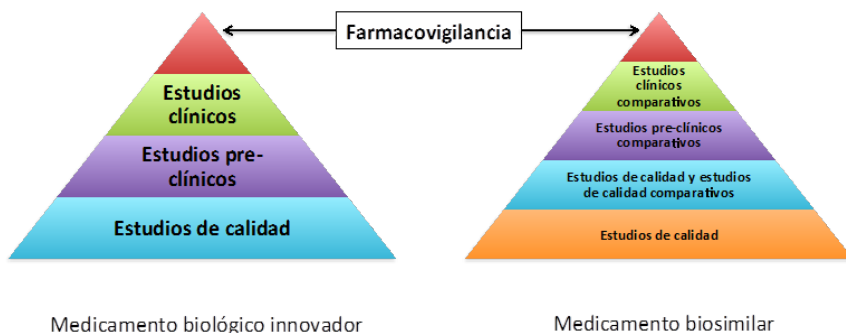 Farmacovigilancia
Estudios
clínicos
Estudios pre-
clínicos
Estudios de calidad
Estudios
clínicos
comparativos
Estudios pre-clínicos
comparativos
Estudios de calidad y estudios
de calidad comparativos
Estudios de calidad
Medicamento biológico innovador
Medicamento biosimilar